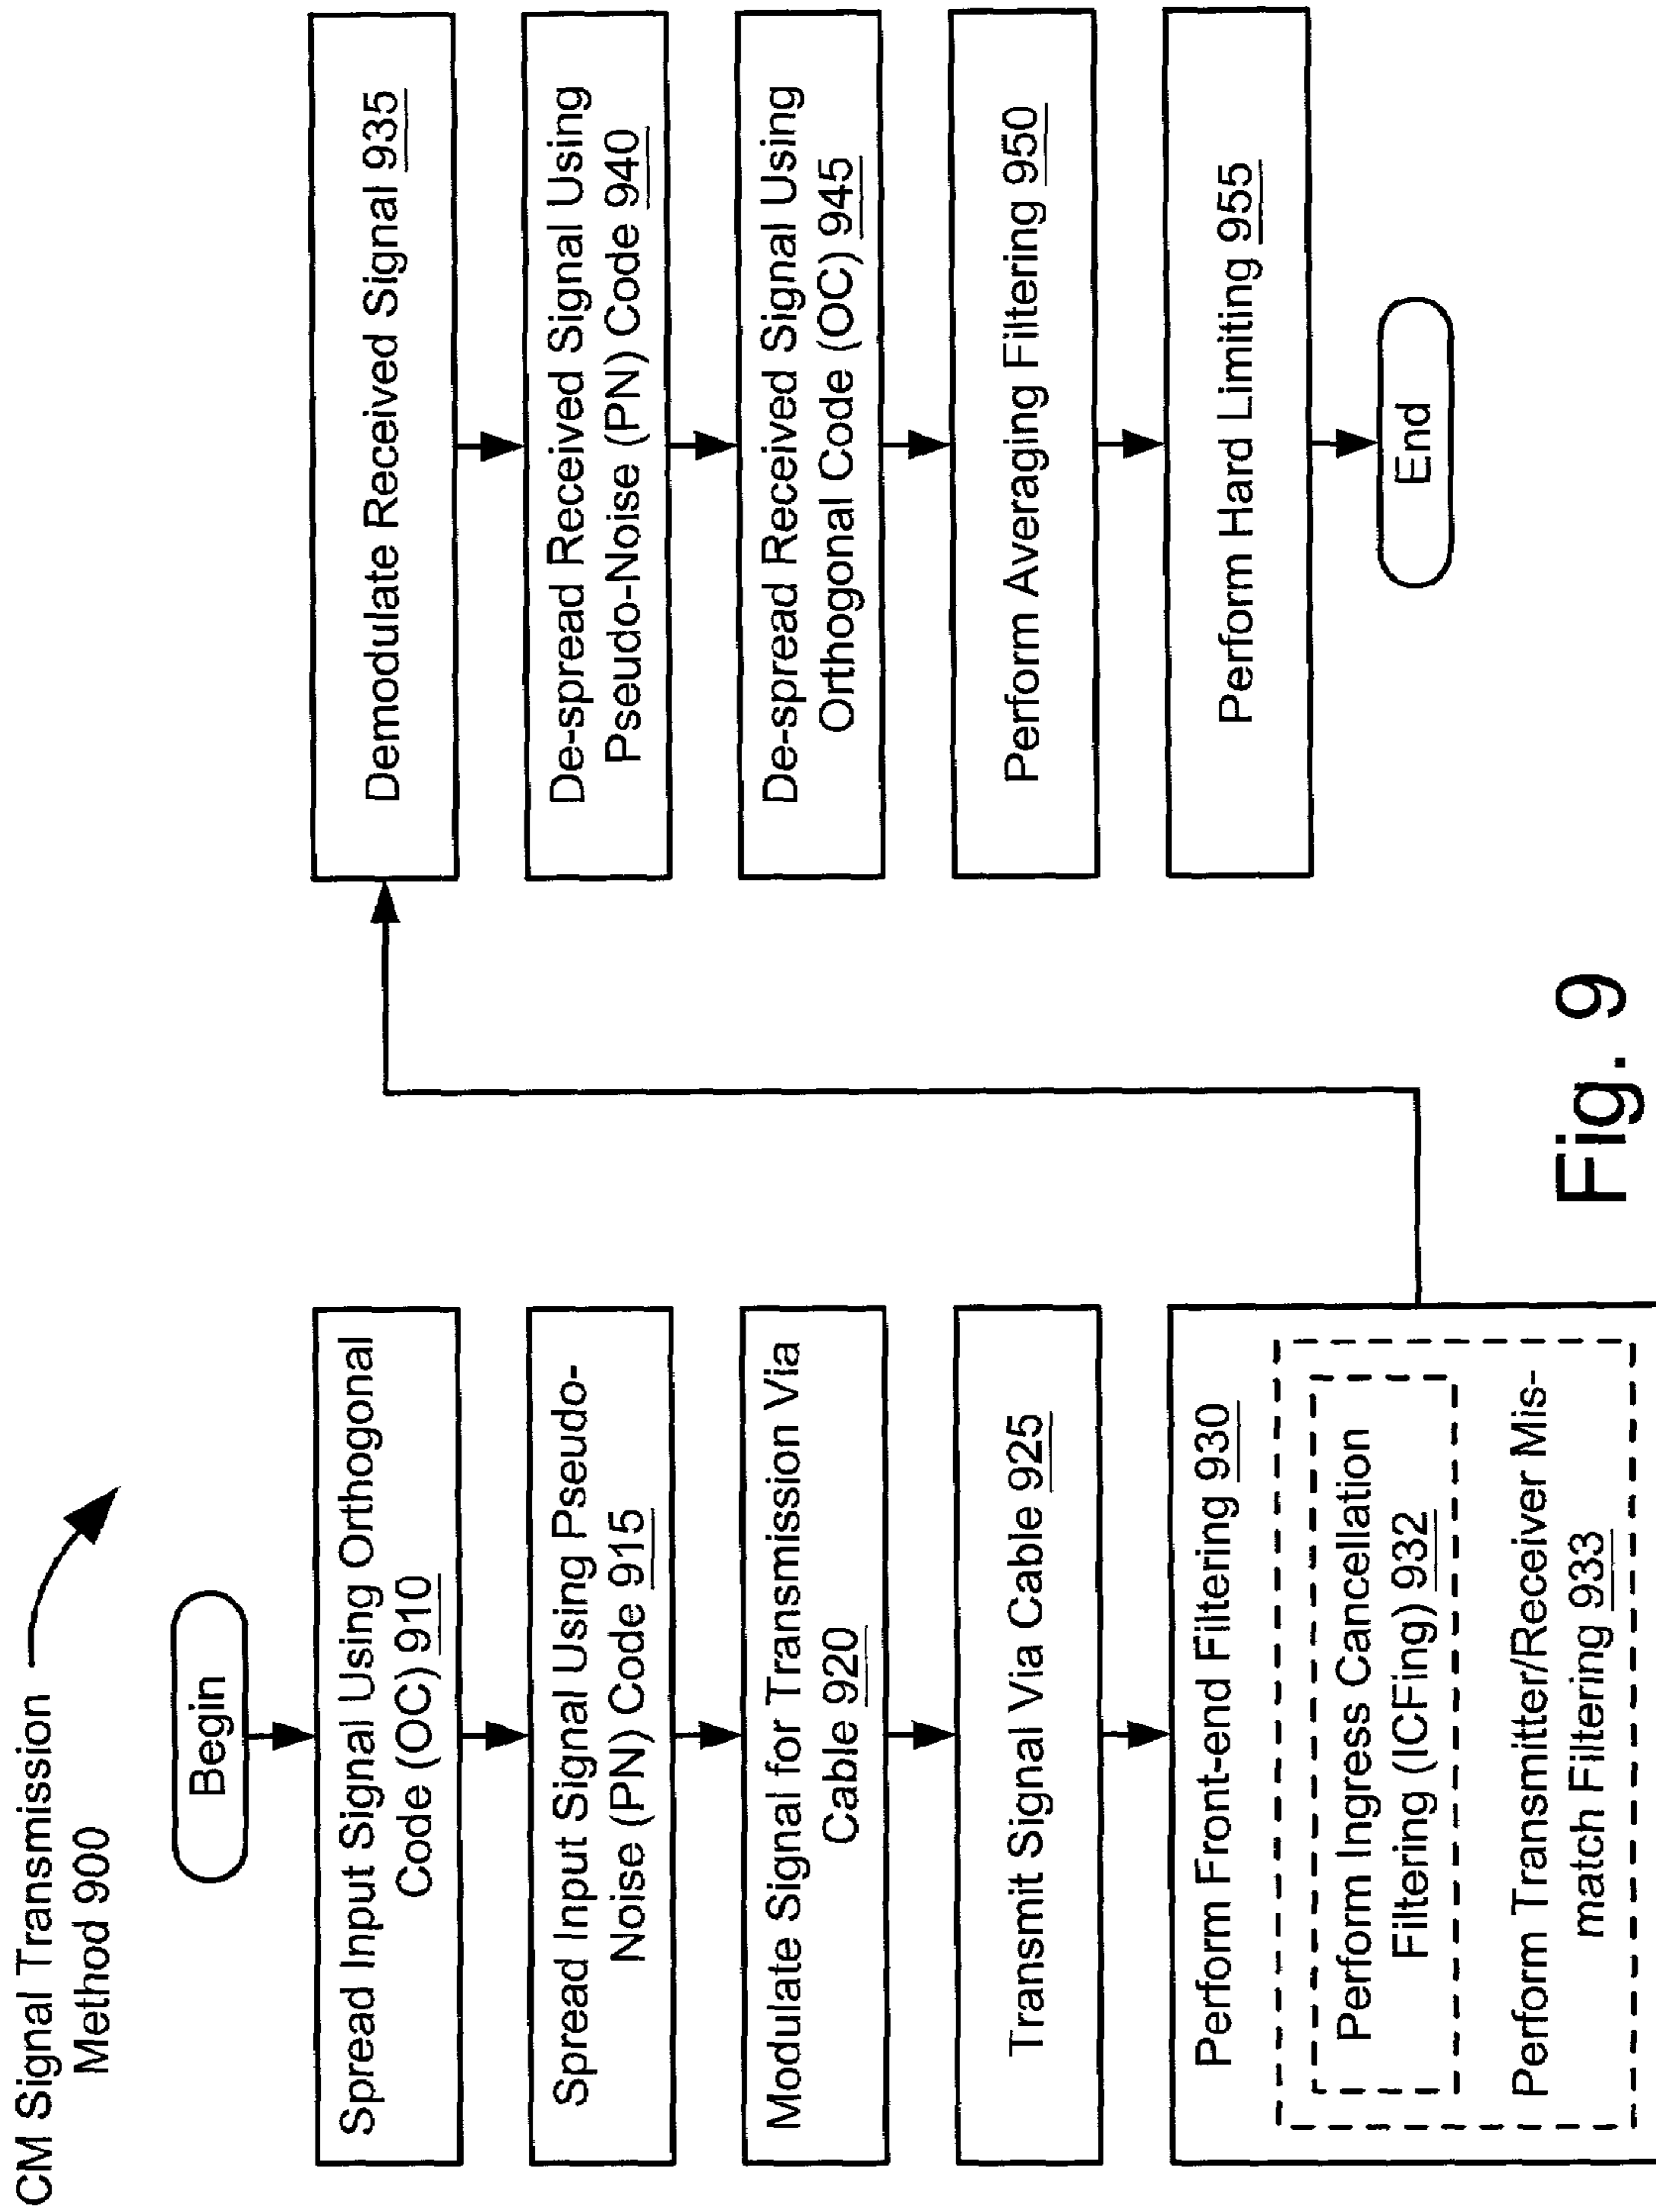 CM Signal Transmission
Method 900
Begin
Spread Input Signal Using Orthogonal
Code (OC) 910
Spread Input Signal Using Pseudo-
Noise (PN) Code 915
Modulate Signal for Transmission Via
Cable 920
Transmit Signal Via Cable 925
Perform Front-end Filtering 930
Perform Ingress Cancellation
Filtering (ICFing) 932
Perform Transmitter/Receiver Mis-
match Filtering 933
Demodulate Received Signal 935
De-spread Received Signal Using
Pseudo-Noise (PN) Code 940
De-spread Received Signal Using
Orthogonal Code (OC) 945
Perform Averaging Filtering 950
Perform Hard Limiting 955
End
Fig. 9